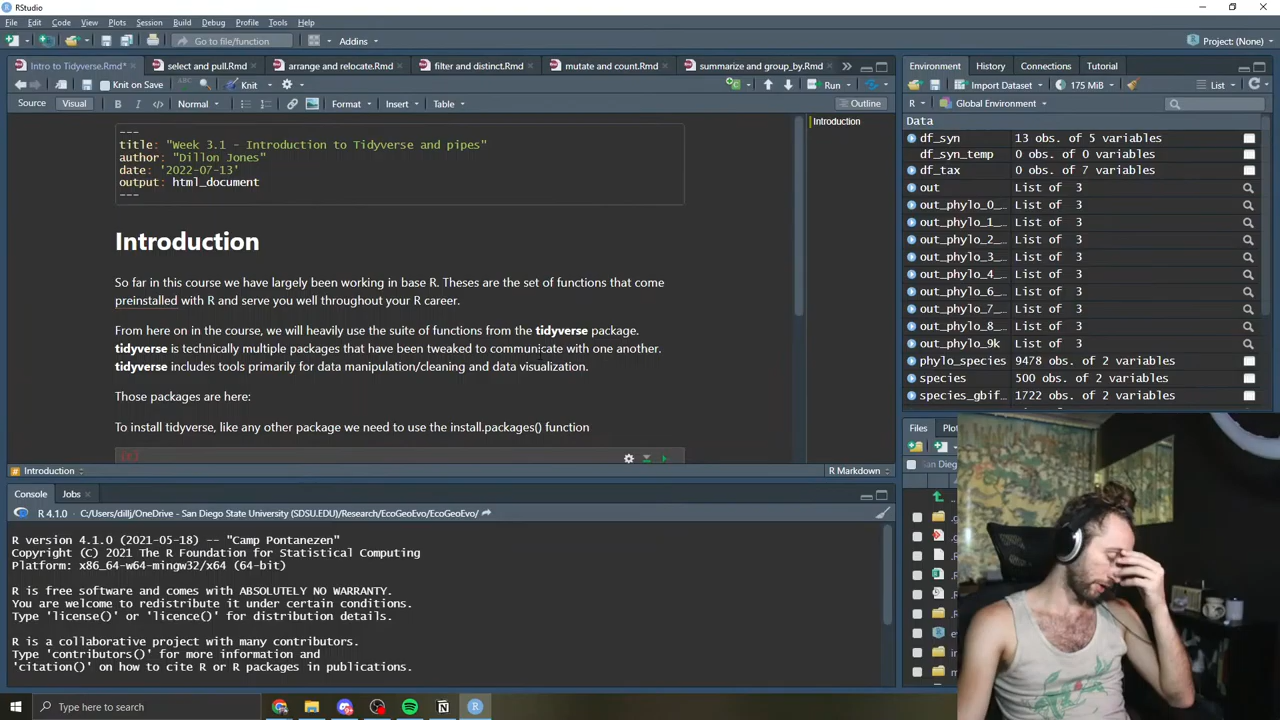 RStudio
File Edit Code View Plots Session Build Debug Profile Tools Help
Go to file/function Addins Project: (None)
Intro to Tidyverse.Rmd* select and pull.Rmd arrange and relocate.Rmd filter and distinct.Rmd mutate and count.Rmd summarize and group_by.Rmd
Knit on Save Knit Run
Source Visual B I Normal Format Insert Table Outline
---
title: "Week 3.1 - Introduction to Tidyverse and pipes"
author: "Dillon Jones"
date: '2022-07-13'
output: html_document
---
Introduction
So far in this course we have largely been working in base R. Theses are the set of functions that come
preinstalled with R and serve you well throughout your R career.
From here on in the course, we will heavily use the suite of functions from the tidyverse package.
tidyverse is technically multiple packages that have been tweaked to communicate with one another.
tidyverse includes tools primarily for data manipulation/cleaning and data visualization.
Those packages are here:
To install tidyverse, like any other package we need to use the install.packages() function
{r}
Introduction
# Introduction R Markdown
Console Jobs
R 4.1.0 C:/Users/dillj/OneDrive - San Diego State University (SDSU.EDU)/Research/EcoGeoEvo/EcoGeoEvo/
R version 4.1.0 (2021-05-18) -- "Camp Pontanezen"
Copyright (C) 2021 The R Foundation for Statistical Computing
Platform: x86_64-w64-mingw32/x64 (64-bit)
R is free software and comes with ABSOLUTELY NO WARRANTY.
You are welcome to redistribute it under certain conditions.
Type 'license()' or 'licence()' for distribution details.
R is a collaborative project with many contributors.
Type 'contributors()' for more information and
'citation()' on how to cite R or R packages in publications.
Environment History Connections Tutorial
Import Dataset 175 MiB List
R Global Environment
Data
df_syn 13 obs. of 5 variables
df_syn_temp 0 obs. of 0 variables
df_tax 0 obs. of 7 variables
out List of 3
out_phylo_0_… List of 3
out_phylo_1_… List of 3
out_phylo_2_… List of 3
out_phylo_3_… List of 3
out_phylo_4_… List of 3
out_phylo_6_… List of 3
out_phylo_7_… List of 3
out_phylo_8_… List of 3
out_phylo_9k List of 3
phylo_species 9478 obs. of 2 variables
species 500 obs. of 2 variables
species_gbif… 1722 obs. of 2 variables
Files Plot
San Dieg
Type here to search